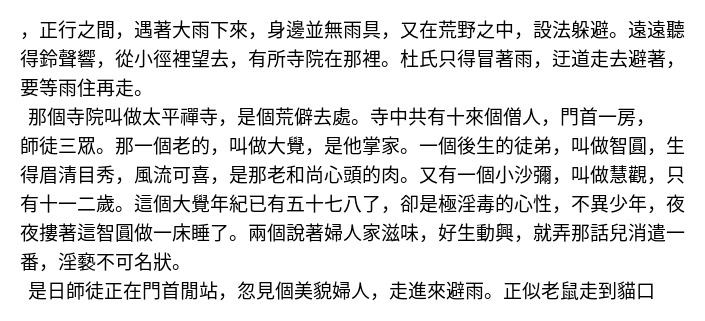 ，正行之間，遇著大雨下來，身邊並無雨具，又在荒野之中，設法躲避。遠遠聽
得鈴聲響，從小徑裡望去，有所寺院在那裡。杜氏只得冒著雨，迂道走去避著，
要等雨住再走。
那個寺院叫做太平禪寺，是個荒僻去處。寺中共有十來個僧人，門首一房，
師徒三眾。那一個老的，叫做大覺，是他掌家。一個後生的徒弟，叫做智圓，生
得眉清目秀，風流可喜，是那老和尚心頭的肉。又有一個小沙彌，叫做慧觀，只
有十一二歲。這個大覺年紀已有五十七八了，卻是極淫毒的心性，不異少年，夜
夜摟著這智圓做一床睡了。兩個說著婦人家滋味，好生動興，就弄那話兒消遣一
番，淫褻不可名狀。
是日師徒正在門首閒站，忽見個美貌婦人，走進來避雨。正似老鼠走到貓口